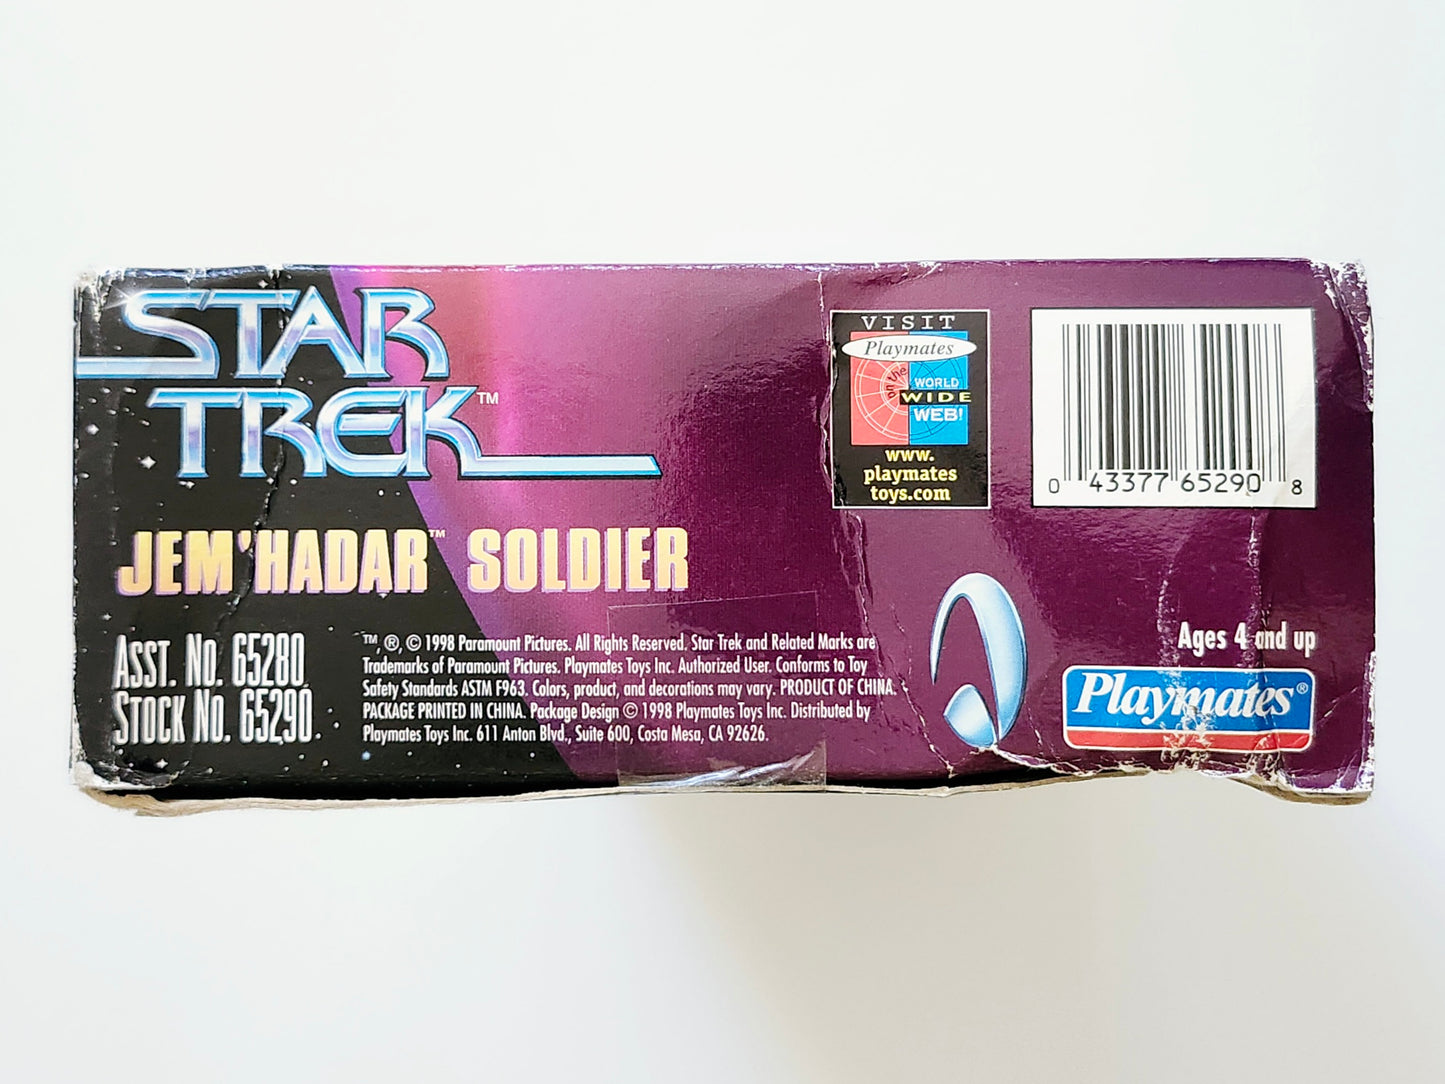 STAR
TREK™
JEM'HADAR™ SOLDIER
ASST. NO. 65280
STOCK NO. 65290
™, ®, © 1998 Paramount Pictures. All Rights Reserved. Star Trek and Related Marks are
Trademarks of Paramount Pictures. Playmates Toys Inc. Authorized User. Conforms to Toy
Safety Standards ASTM F963. Colors, product, and decorations may vary. PRODUCT OF CHINA.
PACKAGE PRINTED IN CHINA. Package Design © 1998 Playmates Toys Inc. Distributed by
Playmates Toys Inc. 611 Anton Blvd., Suite 600, Costa Mesa, CA 92626.
VISIT
Playmates
on the
WORLD
WIDE
WEB!
www.
playmates
toys.com
0 43377 65290 8
Ages 4 and up
Playmates®